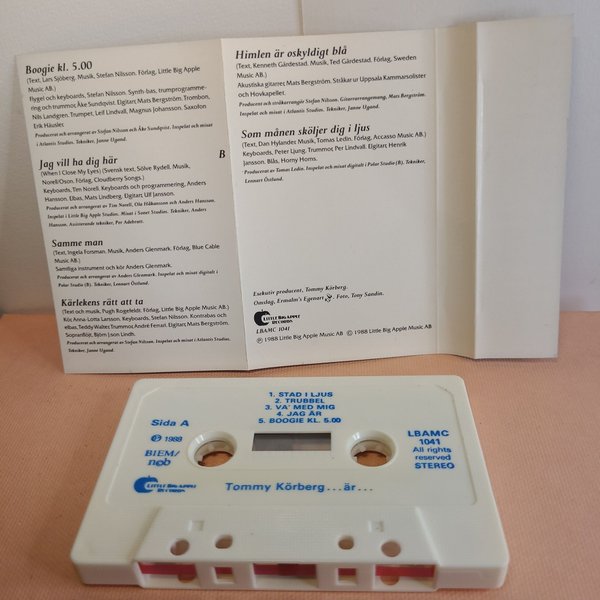 Boogie kl. 5.00
(Text, Lars Sjöberg. Musik, Stefan Nilsson. Förlag, Little Big Apple
Music AB.)
Flygel och keyboards, Stefan Nilsson. Synth-bas, trumprogramme-
ring och trummor, Åke Sundqvist. Elgitarr, Mats Bergström. Trombon,
Nils Landgren. Trumpet, Leif Lindvall, Magnus Johansson. Saxofon
Erik Häusler.
Producerat och arrangerat av Stefan Nilsson och Åke Sundqvist. Inspelat och mixat
i Atlantis Studios. Tekniker, Janne Ugand.
Jag vill ha dig här
(When I Close My Eyes) (Svensk text, Sölve Rydell. Musik,
Norell/Oson. Förlag, Cloudberry Songs.)
Keyboards, Tim Norell. Keyboards och programmering, Anders
Hansson. Elbas, Mats Lindberg. Elgitarr, Ulf Jansson.
Producerat och arrangerat av Tim Norell, Ola Håkansson och Anders Hansson.
Inspelat i Little Big Apple Studios. Mixat i Sonet Studios. Tekniker, Anders
Hansson. Assisterande tekniker, Per Adebratt.
Samme man
(Text, Ingela Forsman. Musik, Anders Glenmark. Förlag, Blue Cable
Music AB.)
Samtliga instrument och kör Anders Glenmark.
Producerat och arrangerat av Anders Glenmark. Inspelat och mixat digitalt i
Polar Studio (B). Tekniker, Lennart Östlund.
Kärlekens rätt att ta
(Text och musik, Pugh Rogefeldt. Förlag, Little Big Apple Music AB.)
Kör, Anna-Lotta Larsson. Keyboards, Stefan Nilsson. Kontrabas och
elbas, Teddy Walter. Trummor, André Ferrari. Elgitarr, Mats Bergström.
Sopranflöjt, Björn J:son Lindh.
Producerat och arrangerat av Stefan Nilsson. Inspelat och mixat i Atlantis Studios.
Tekniker, Janne Ugand.
B
Himlen är oskyldigt blå
(Text, Kenneth Gärdestad. Musik, Ted Gärdestad. Förlag, Sweden
Music AB.)
Akustiska gitarrer, Mats Bergström. Stråkar ur Uppsala Kammarsolister
och Hovkapellet.
Producerat och stråkarrangör Stefan Nilsson. Gitarrarrangemang, Mats Bergström.
Inspelat och mixat i Atlantis Studios. Tekniker, Janne Ugand.
Som månen sköljer dig i ljus
(Text, Dan Hylander. Musik, Tomas Ledin. Förlag, Accasso Music AB.)
Keyboards, Peter Ljung. Trummor, Per Lindvall. Elgitarr, Henrik
Janson. Blås, Horny Horns.
Producerat av Tomas Ledin. Inspelat och mixat digitalt i Polar Studio (B). Tekniker,
Lennart Östlund.
Exekutiv producent, Tommy Körberg.
Omslag, Ermalm's Egenart. Foto, Tony Sandin.
LITTLE BIG APPLE
RECORDS
LBAMC 1041
℗ 1988 Little Big Apple Music AB © 1988 Little Big Apple Music AB
1. STAD I LJUS
2. TRUBBEL
3. VA' MED MIG
4. JAG ÄR
5. BOOGIE KL. 5.00
Sida A
℗ 1988
BIEM/
n©b
LBAMC
1041
All rights
reserved
STEREO
LITTLE BIG APPLE
RECORDS
Tommy Körberg...är...